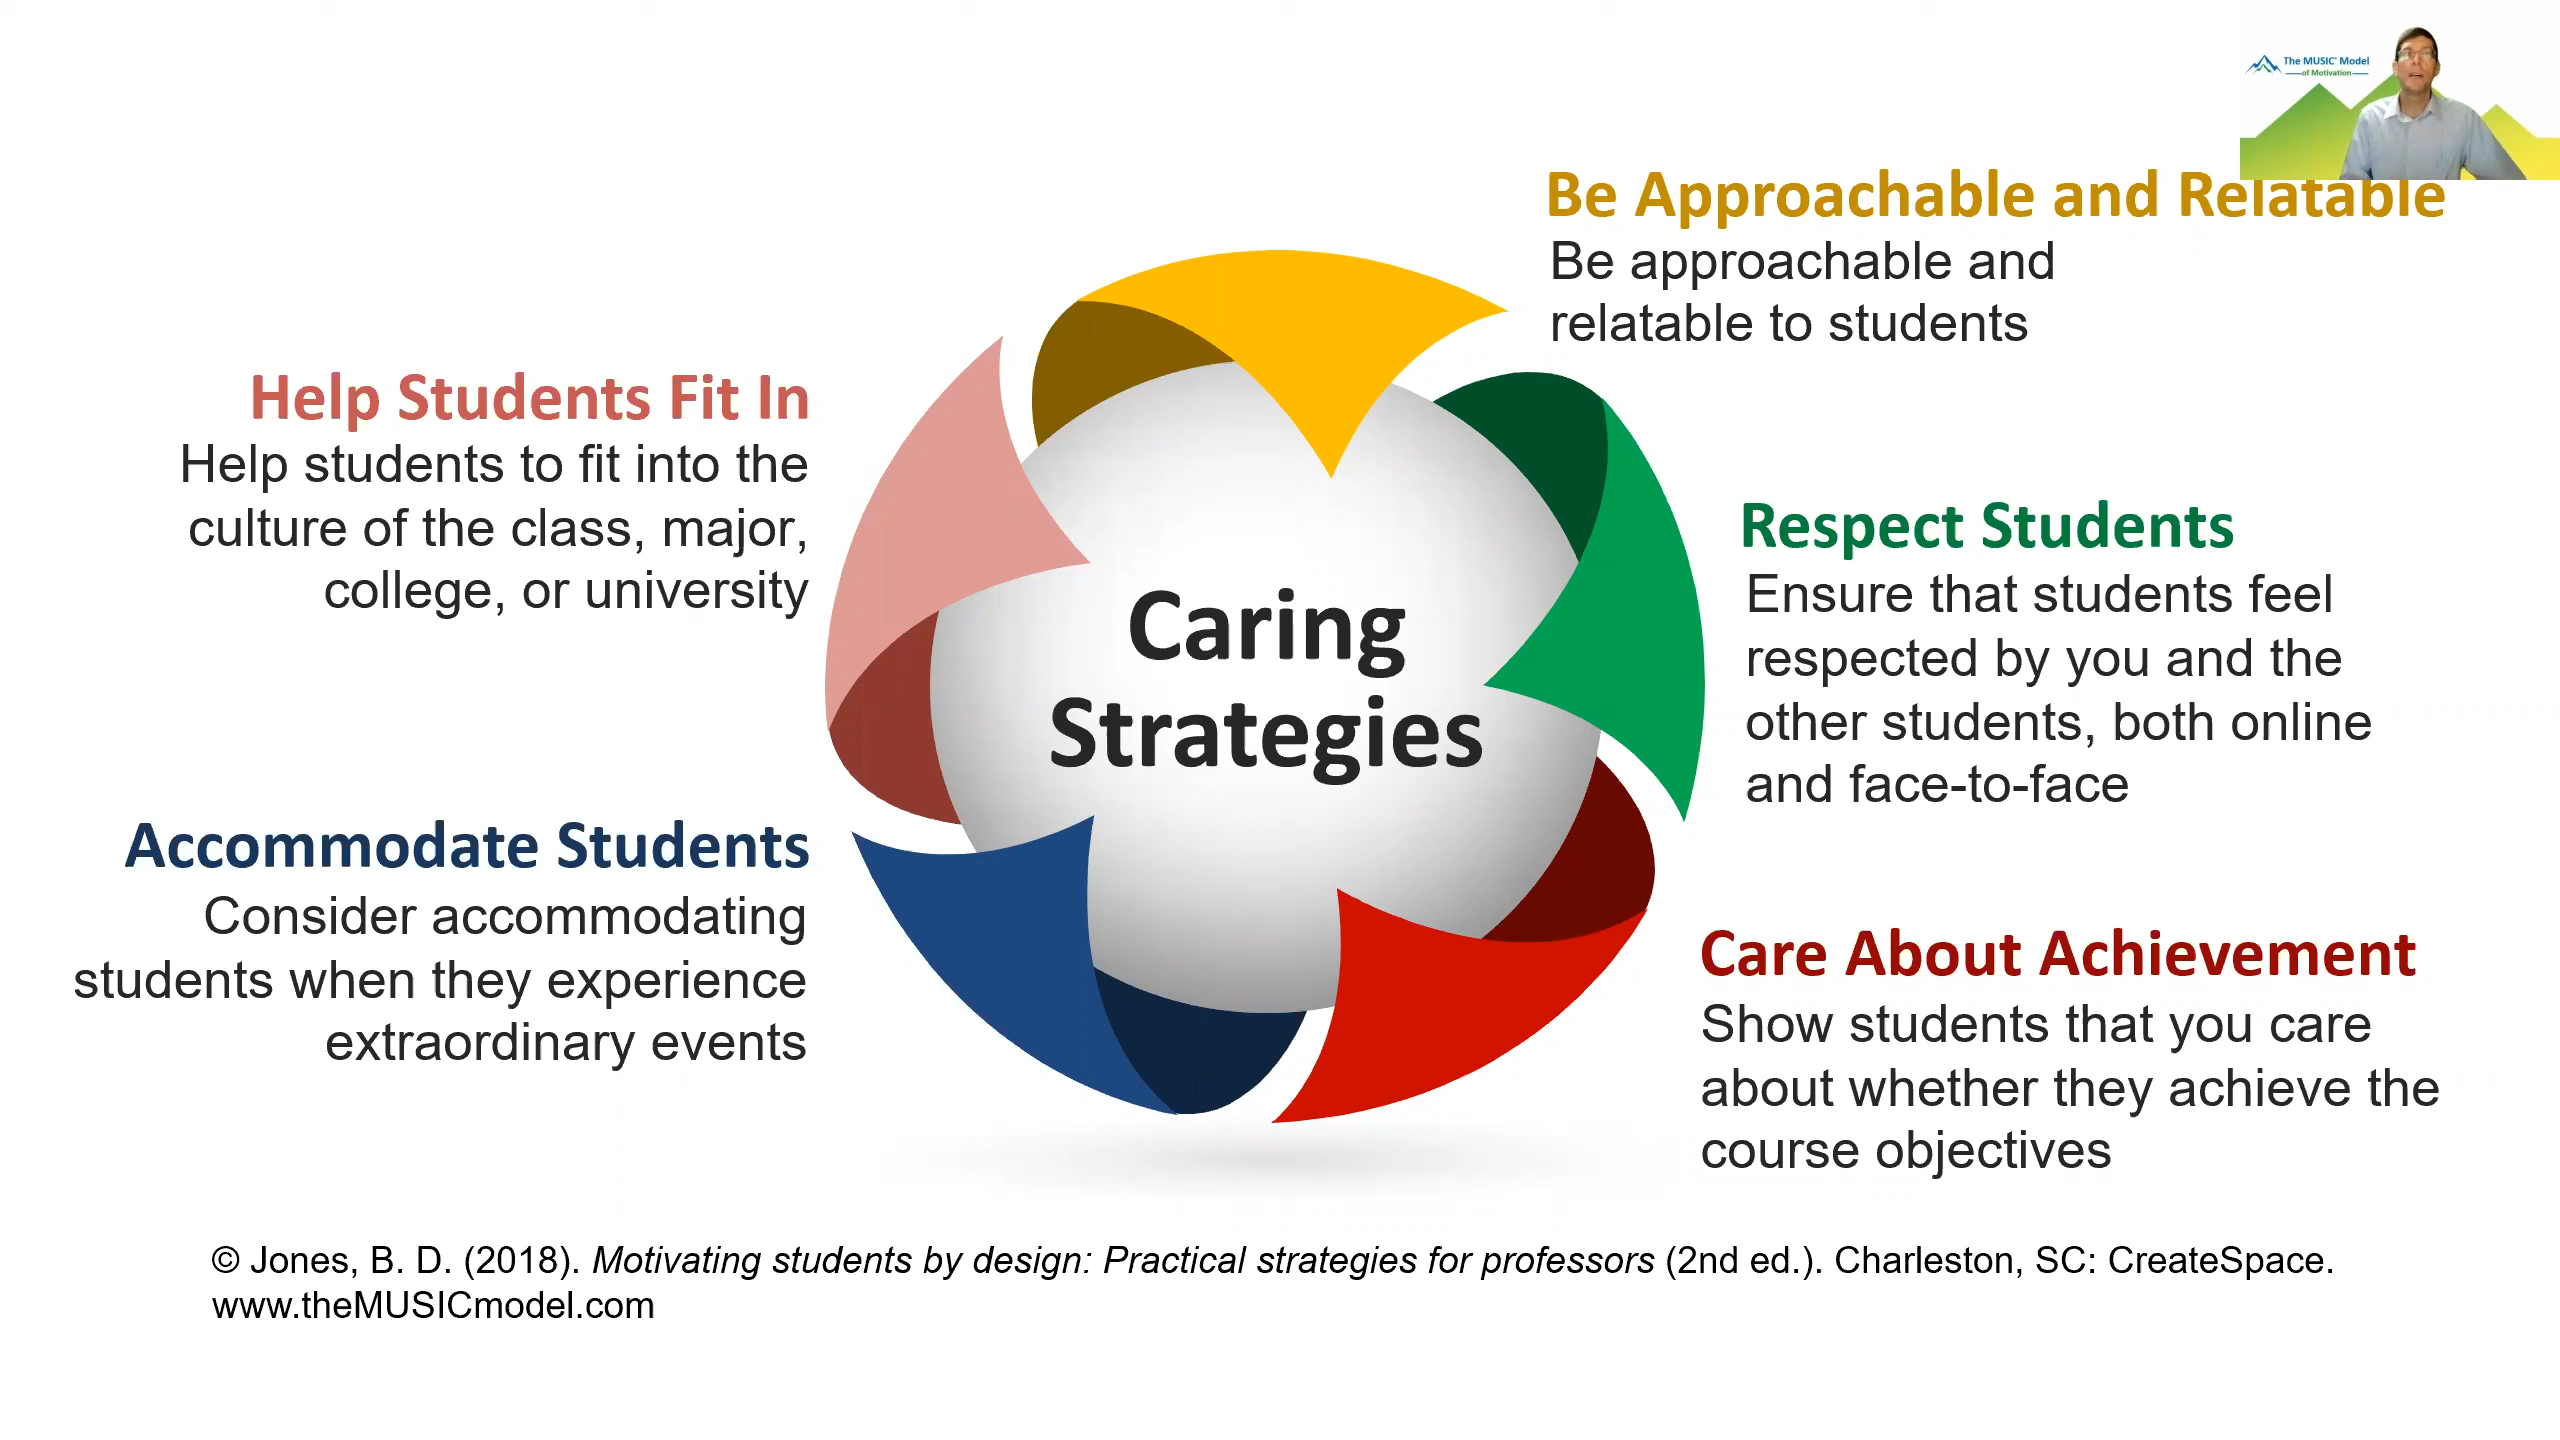 The MUSIC® Model
of Motivation
Be Approachable and Relatable
Be approachable and
relatable to students
Respect Students
Ensure that students feel
respected by you and the
other students, both online
and face-to-face
Care About Achievement
Show students that you care
about whether they achieve the
course objectives
Accommodate Students
Consider accommodating
students when they experience
extraordinary events
Help Students Fit In
Help students to fit into the
culture of the class, major,
college, or university
Caring
Strategies
© Jones, B. D. (2018). Motivating students by design: Practical strategies for professors (2nd ed.). Charleston, SC: CreateSpace.
www.theMUSICmodel.com